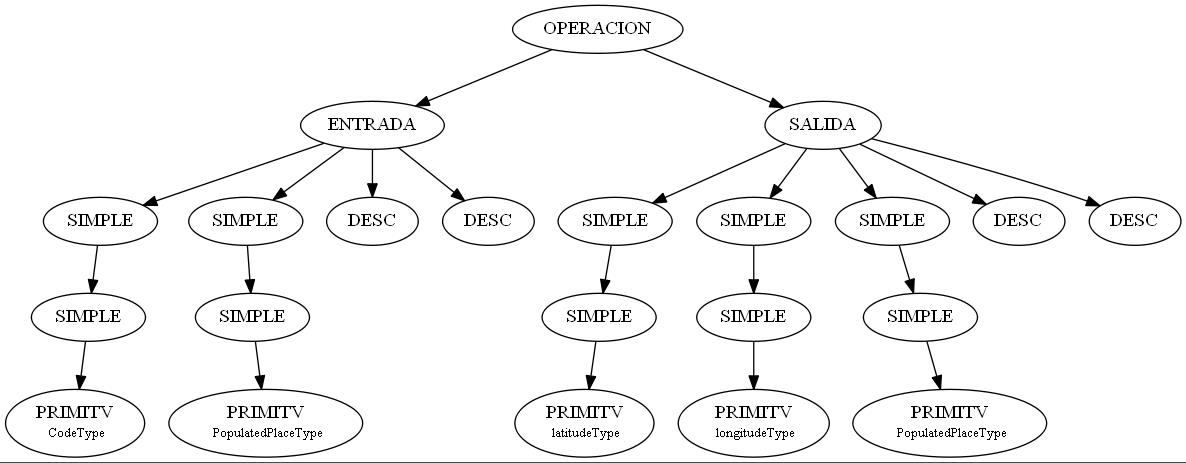 OPERACION
ENTRADA
SALIDA
SIMPLE
SIMPLE
DESC
DESC
SIMPLE
SIMPLE
SIMPLE
DESC
DESC
SIMPLE
SIMPLE
SIMPLE
SIMPLE
SIMPLE
PRIMITV
CodeType
PRIMITV
PopulatedPlaceType
PRIMITV
latitudeType
PRIMITV
longitudeType
PRIMITV
PopulatedPlaceType